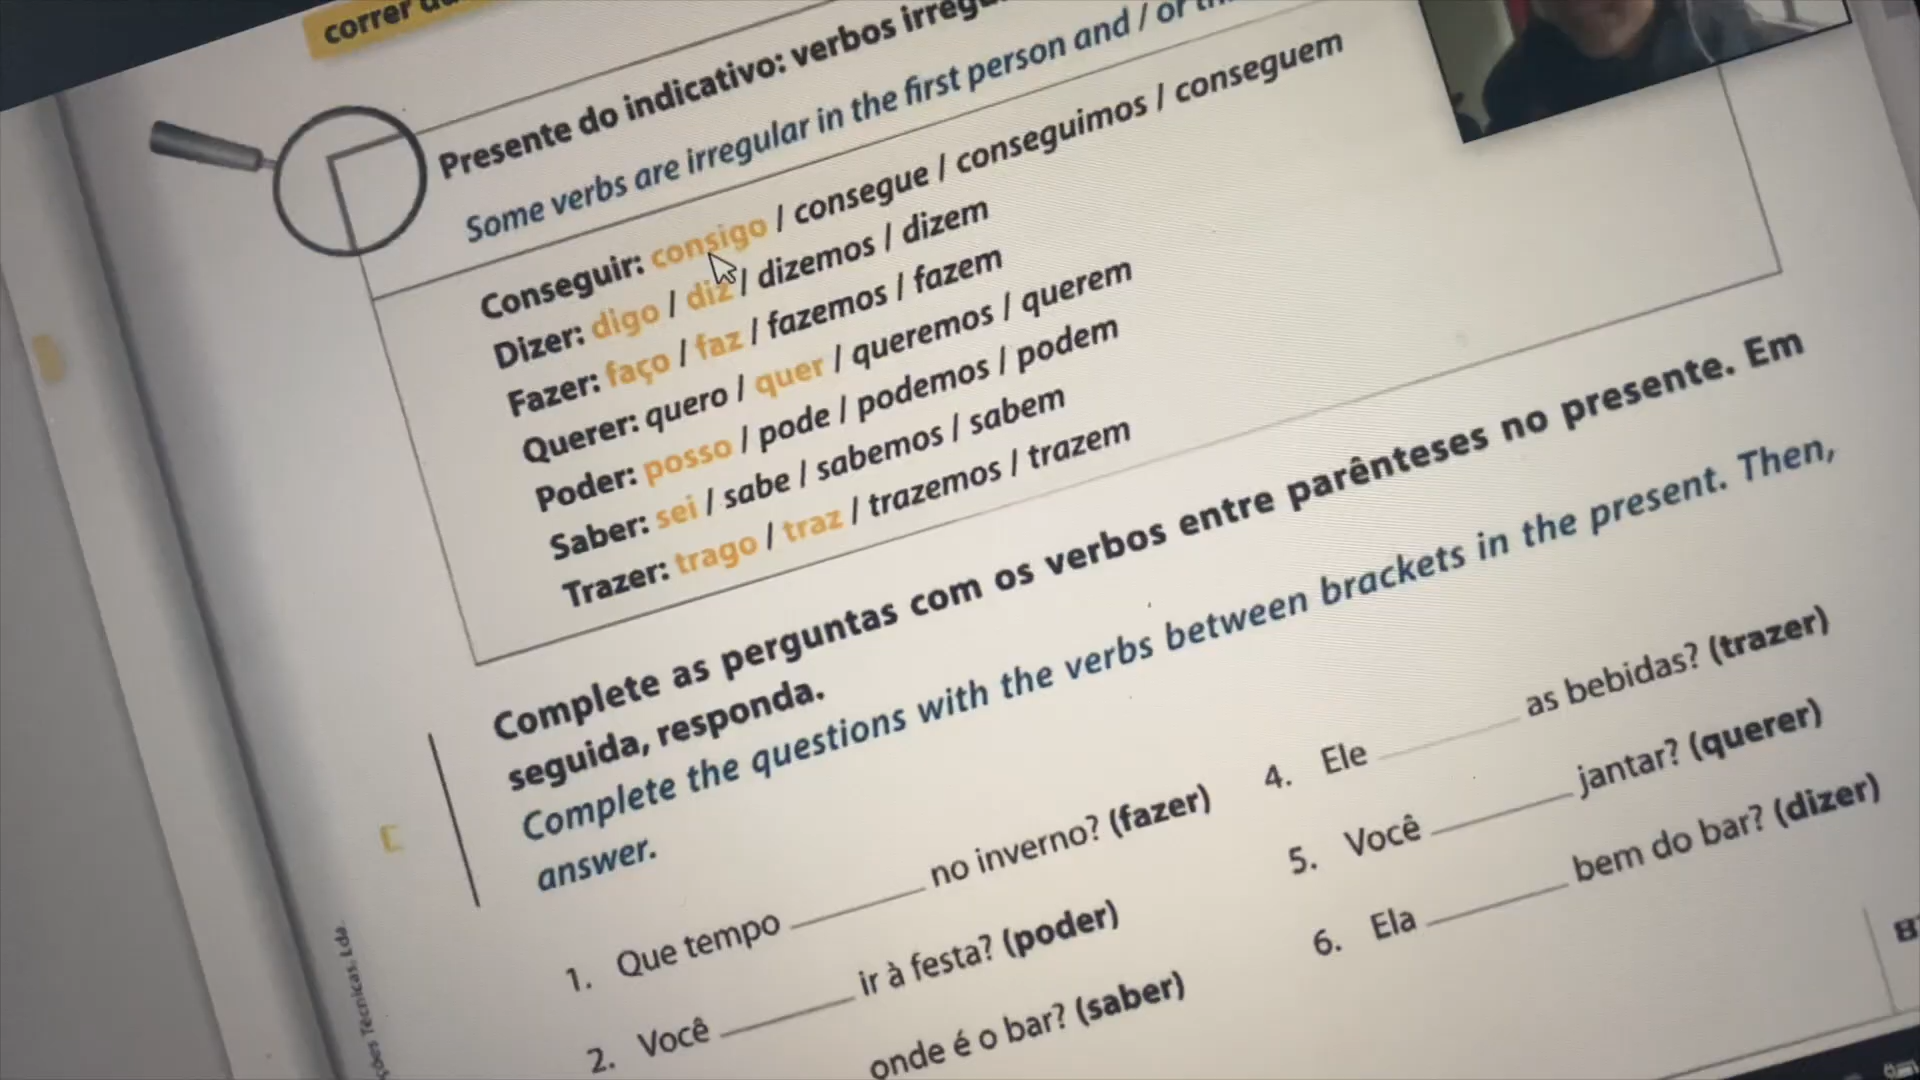 correr
Presente do indicativo: verbos
Some verbs are irregular in the first person and / or
Conseguir: consigo / consegue / conseguimos / conseguem
Dizer: digo / diz / dizemos / dizem
Fazer: faço / faz / fazemos / fazem
Querer: quero / quer / queremos / querem
Poder: posso / pode / podemos / podem
Saber: sei / sabe / sabemos / sabem
Trazer: trago / traz / trazemos / trazem
Complete as perguntas com os verbos entre parênteses no presente. Em
seguida, responda.
Complete the questions with the verbs between brackets in the present. Then,
answer.
1. Que tempo ______ no inverno? (fazer)
2. Você ______ ir à festa? (poder)
onde é o bar? (saber)
4. Ele ______ as bebidas? (trazer)
5. Você ______ jantar? (querer)
6. Ela ______ bem do bar? (dizer)
Técnicas, Lda.